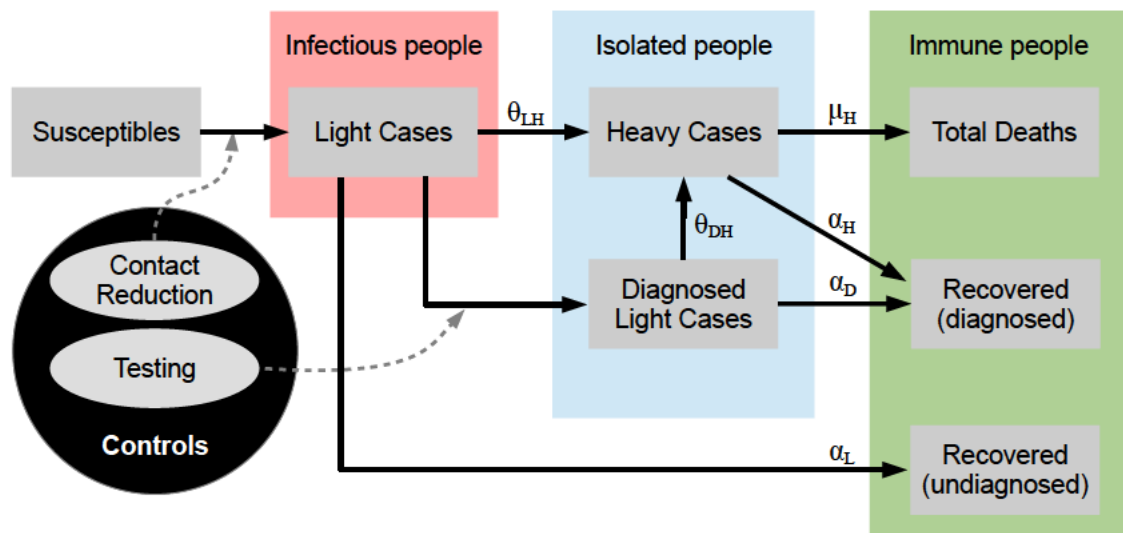 Infectious people
Isolated people
Immune people
Susceptibles
Light Cases
θLH
Heavy Cases
μH
Total Deaths
θDH
αH
Contact
Reduction
Diagnosed
Light Cases
αD
Recovered
(diagnosed)
Testing
Controls
αL
Recovered
(undiagnosed)